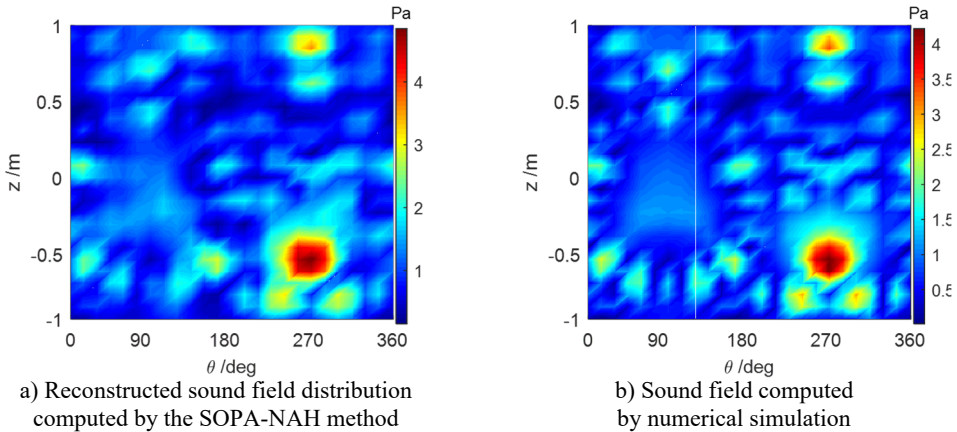 Pa
1
0.5
0
-0.5
-1
z /m
0 90 180 270 360
θ /deg
4
3
2
1
a) Reconstructed sound field distribution
computed by the SOPA-NAH method
Pa
1
0.5
0
-0.5
-1
z /m
0 90 180 270 360
θ /deg
4
3.5
3
2.5
2
1.5
1
0.5
b) Sound field computed
by numerical simulation